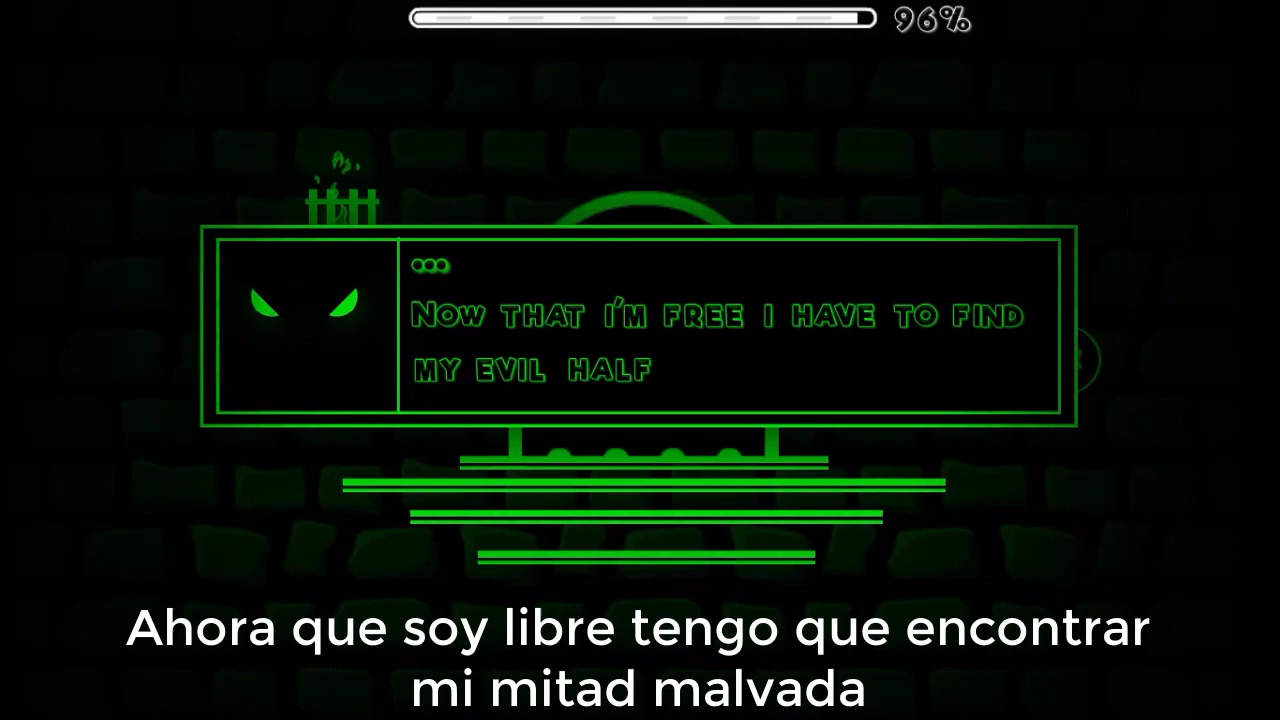 96%
ooo
Now that I'm free I have to find
my evil half
Ahora que soy libre tengo que encontrar
mi mitad malvada